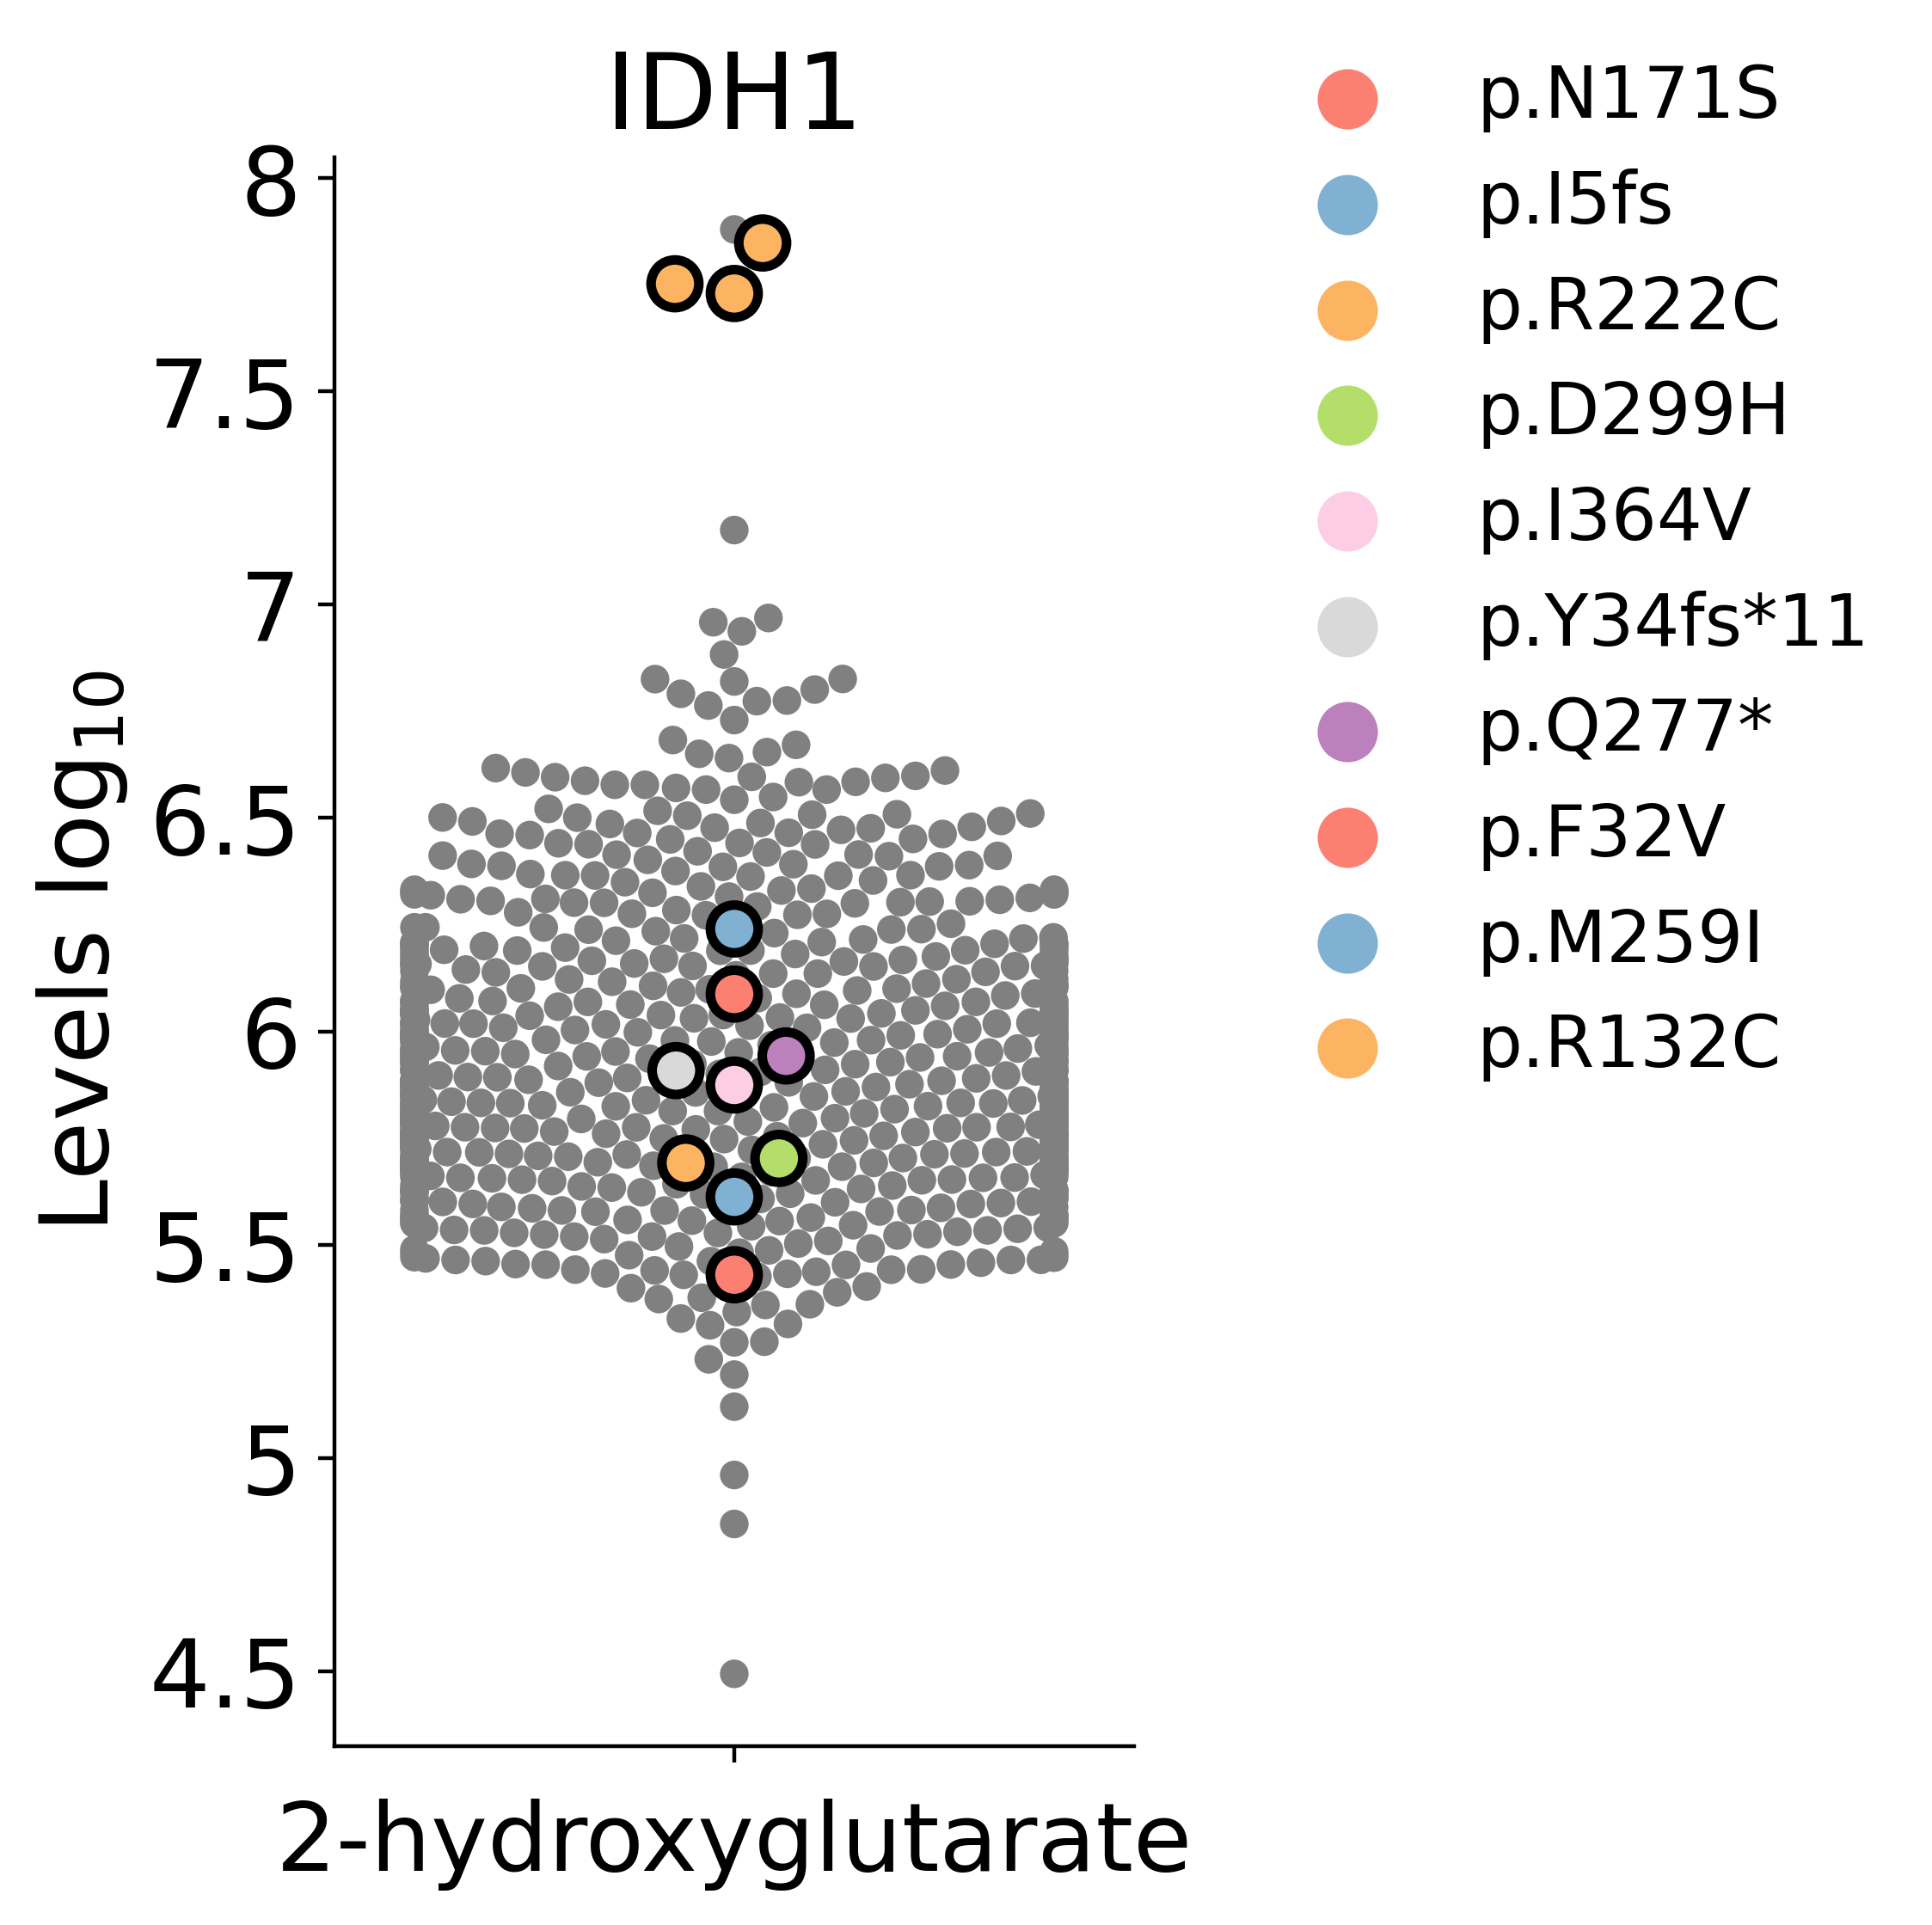 IDH1
8
7.5
7
6.5
6
5.5
5
4.5
Levels log₁₀
2-hydroxyglutarate
p.N171S
p.I5fs
p.R222C
p.D299H
p.I364V
p.Y34fs*11
p.Q277*
p.F32V
p.M259I
p.R132C